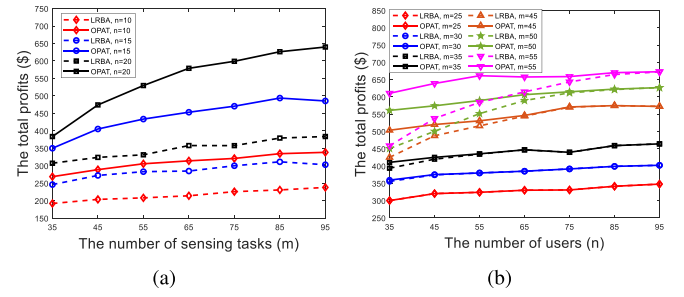 The total profits ($)
750
700
650
600
550
500
450
400
350
300
250
200
150
LRBA, n=10
OPAT, n=10
LRBA, n=15
OPAT, n=15
LRBA, n=20
OPAT, n=20
35 45 55 65 75 85 95
The number of sensing tasks (m)
(a)
The total profits ($)
850
800
750
700
650
600
550
500
450
400
350
300
250
LRBA, m=25 LRBA, m=45
OPAT, m=25 OPAT, m=45
LRBA, m=30 LRBA, m=50
OPAT, m=30 OPAT, m=50
LRBA, m=35 LRBA, m=55
OPAT, m=35 OPAT, m=55
35 45 55 65 75 85 95
The number of users (n)
(b)